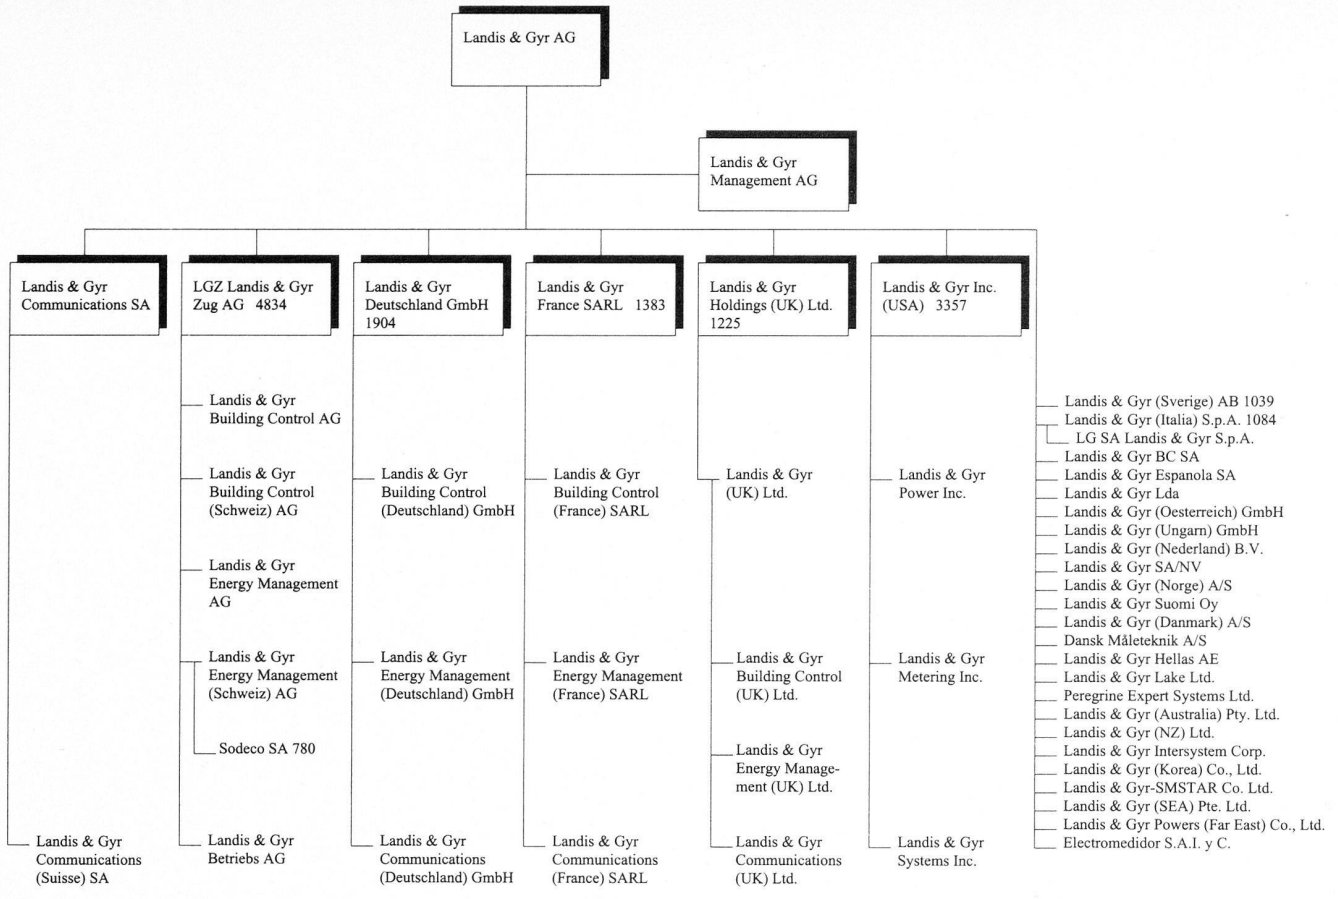 Landis & Gyr AG
Landis & Gyr
Management AG
Landis & Gyr
Communications SA
LGZ Landis & Gyr
Zug AG 4834
Landis & Gyr
Deutschland GmbH
1904
Landis & Gyr
France SARL 1383
Landis & Gyr
Holdings (UK) Ltd.
1225
Landis & Gyr Inc.
(USA) 3357
Landis & Gyr
Communications
(Suisse) SA
Landis & Gyr
Building Control AG
Landis & Gyr
Building Control
(Schweiz) AG
Landis & Gyr
Energy Management
AG
Landis & Gyr
Energy Management
(Schweiz) AG
Sodeco SA 780
Landis & Gyr
Betriebs AG
Landis & Gyr
Building Control
(Deutschland) GmbH
Landis & Gyr
Energy Management
(Deutschland) GmbH
Landis & Gyr
Communications
(Deutschland) GmbH
Landis & Gyr
Building Control
(France) SARL
Landis & Gyr
Energy Management
(France) SARL
Landis & Gyr
Communications
(France) SARL
Landis & Gyr
(UK) Ltd.
Landis & Gyr
Building Control
(UK) Ltd.
Landis & Gyr
Energy Manage-
ment (UK) Ltd.
Landis & Gyr
Communications
(UK) Ltd.
Landis & Gyr
Power Inc.
Landis & Gyr
Metering Inc.
Landis & Gyr
Systems Inc.
Landis & Gyr (Sverige) AB 1039
Landis & Gyr (Italia) S.p.A. 1084
LG SA Landis & Gyr S.p.A.
Landis & Gyr BC SA
Landis & Gyr Espanola SA
Landis & Gyr Lda
Landis & Gyr (Oesterreich) GmbH
Landis & Gyr (Ungarn) GmbH
Landis & Gyr (Nederland) B.V.
Landis & Gyr SA/NV
Landis & Gyr (Norge) A/S
Landis & Gyr Suomi Oy
Landis & Gyr (Danmark) A/S
Dansk Måleteknik A/S
Landis & Gyr Hellas AE
Landis & Gyr Lake Ltd.
Peregrine Expert Systems Ltd.
Landis & Gyr (Australia) Pty. Ltd.
Landis & Gyr (NZ) Ltd.
Landis & Gyr Intersystem Corp.
Landis & Gyr (Korea) Co., Ltd.
Landis & Gyr-SMSTAR Co. Ltd.
Landis & Gyr (SEA) Pte. Ltd.
Landis & Gyr Powers (Far East) Co., Ltd.
Electromedidor S.A.I. y C.